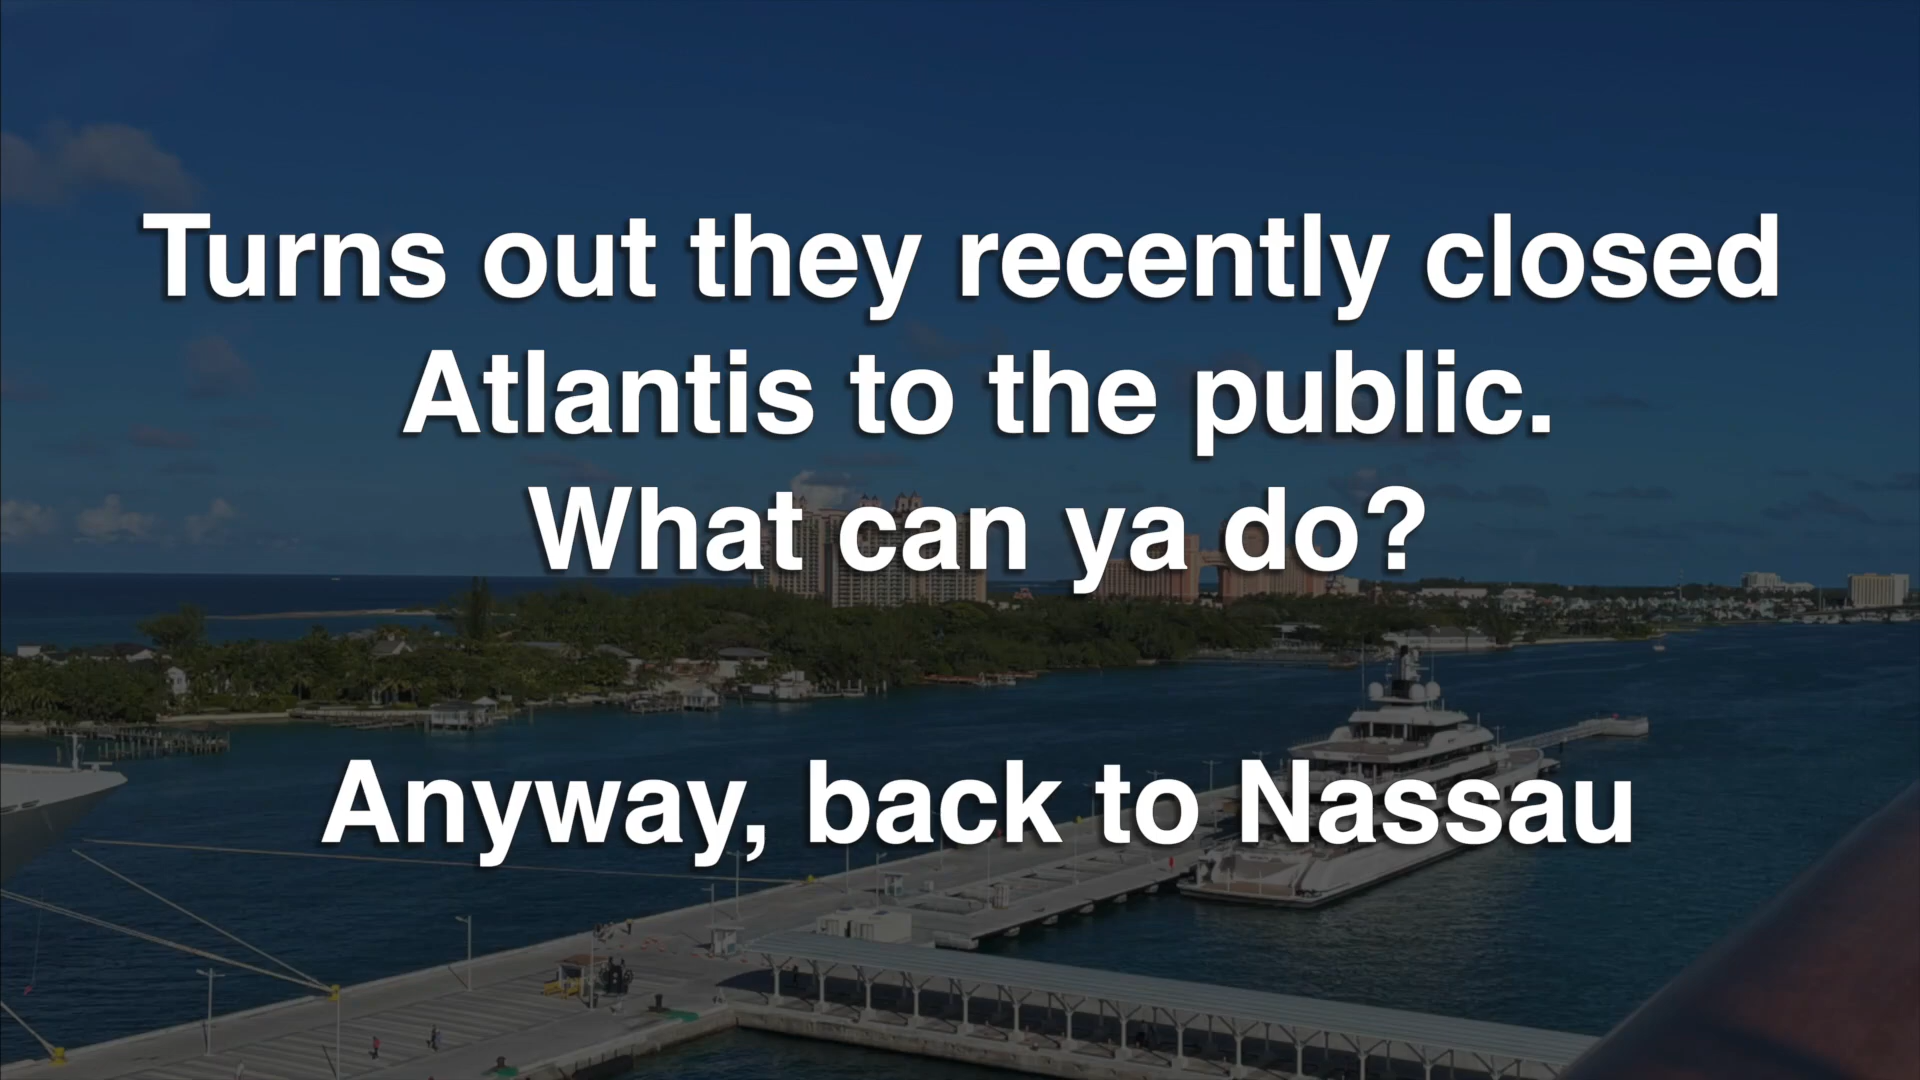 Turns out they recently closed
Atlantis to the public.
What can ya do?
Anyway, back to Nassau